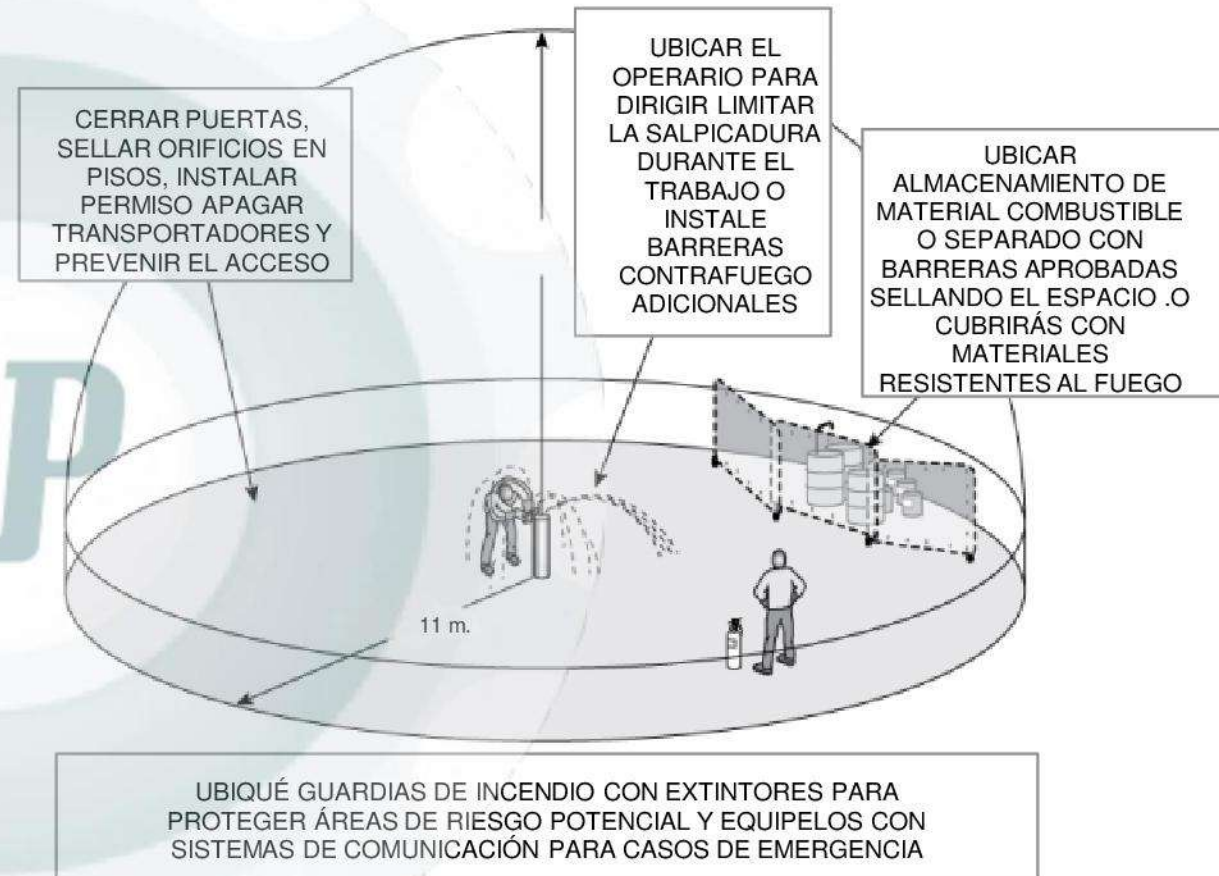 CERRAR PUERTAS,
SELLAR ORIFICIOS EN
PISOS, INSTALAR
PERMISO APAGAR
TRANSPORTADORES Y
PREVENIR EL ACCESO
UBICAR EL
OPERARIO PARA
DIRIGIR LIMITAR
LA SALPICADURA
DURANTE EL
TRABAJO O
INSTALE
BARRERAS
CONTRAFUEGO
ADICIONALES
UBICAR
ALMACENAMIENTO DE
MATERIAL COMBUSTIBLE
O SEPARADO CON
BARRERAS APROBADAS
SELLANDO EL ESPACIO .O
CUBRIRÁS CON
MATERIALES
RESISTENTES AL FUEGO
p
11 m.
UBIQUÉ GUARDIAS DE INCENDIO CON EXTINTORES PARA
PROTEGER ÁREAS DE RIESGO POTENCIAL Y EQUIPELOS CON
SISTEMAS DE COMUNICACIÓN PARA CASOS DE EMERGENCIA